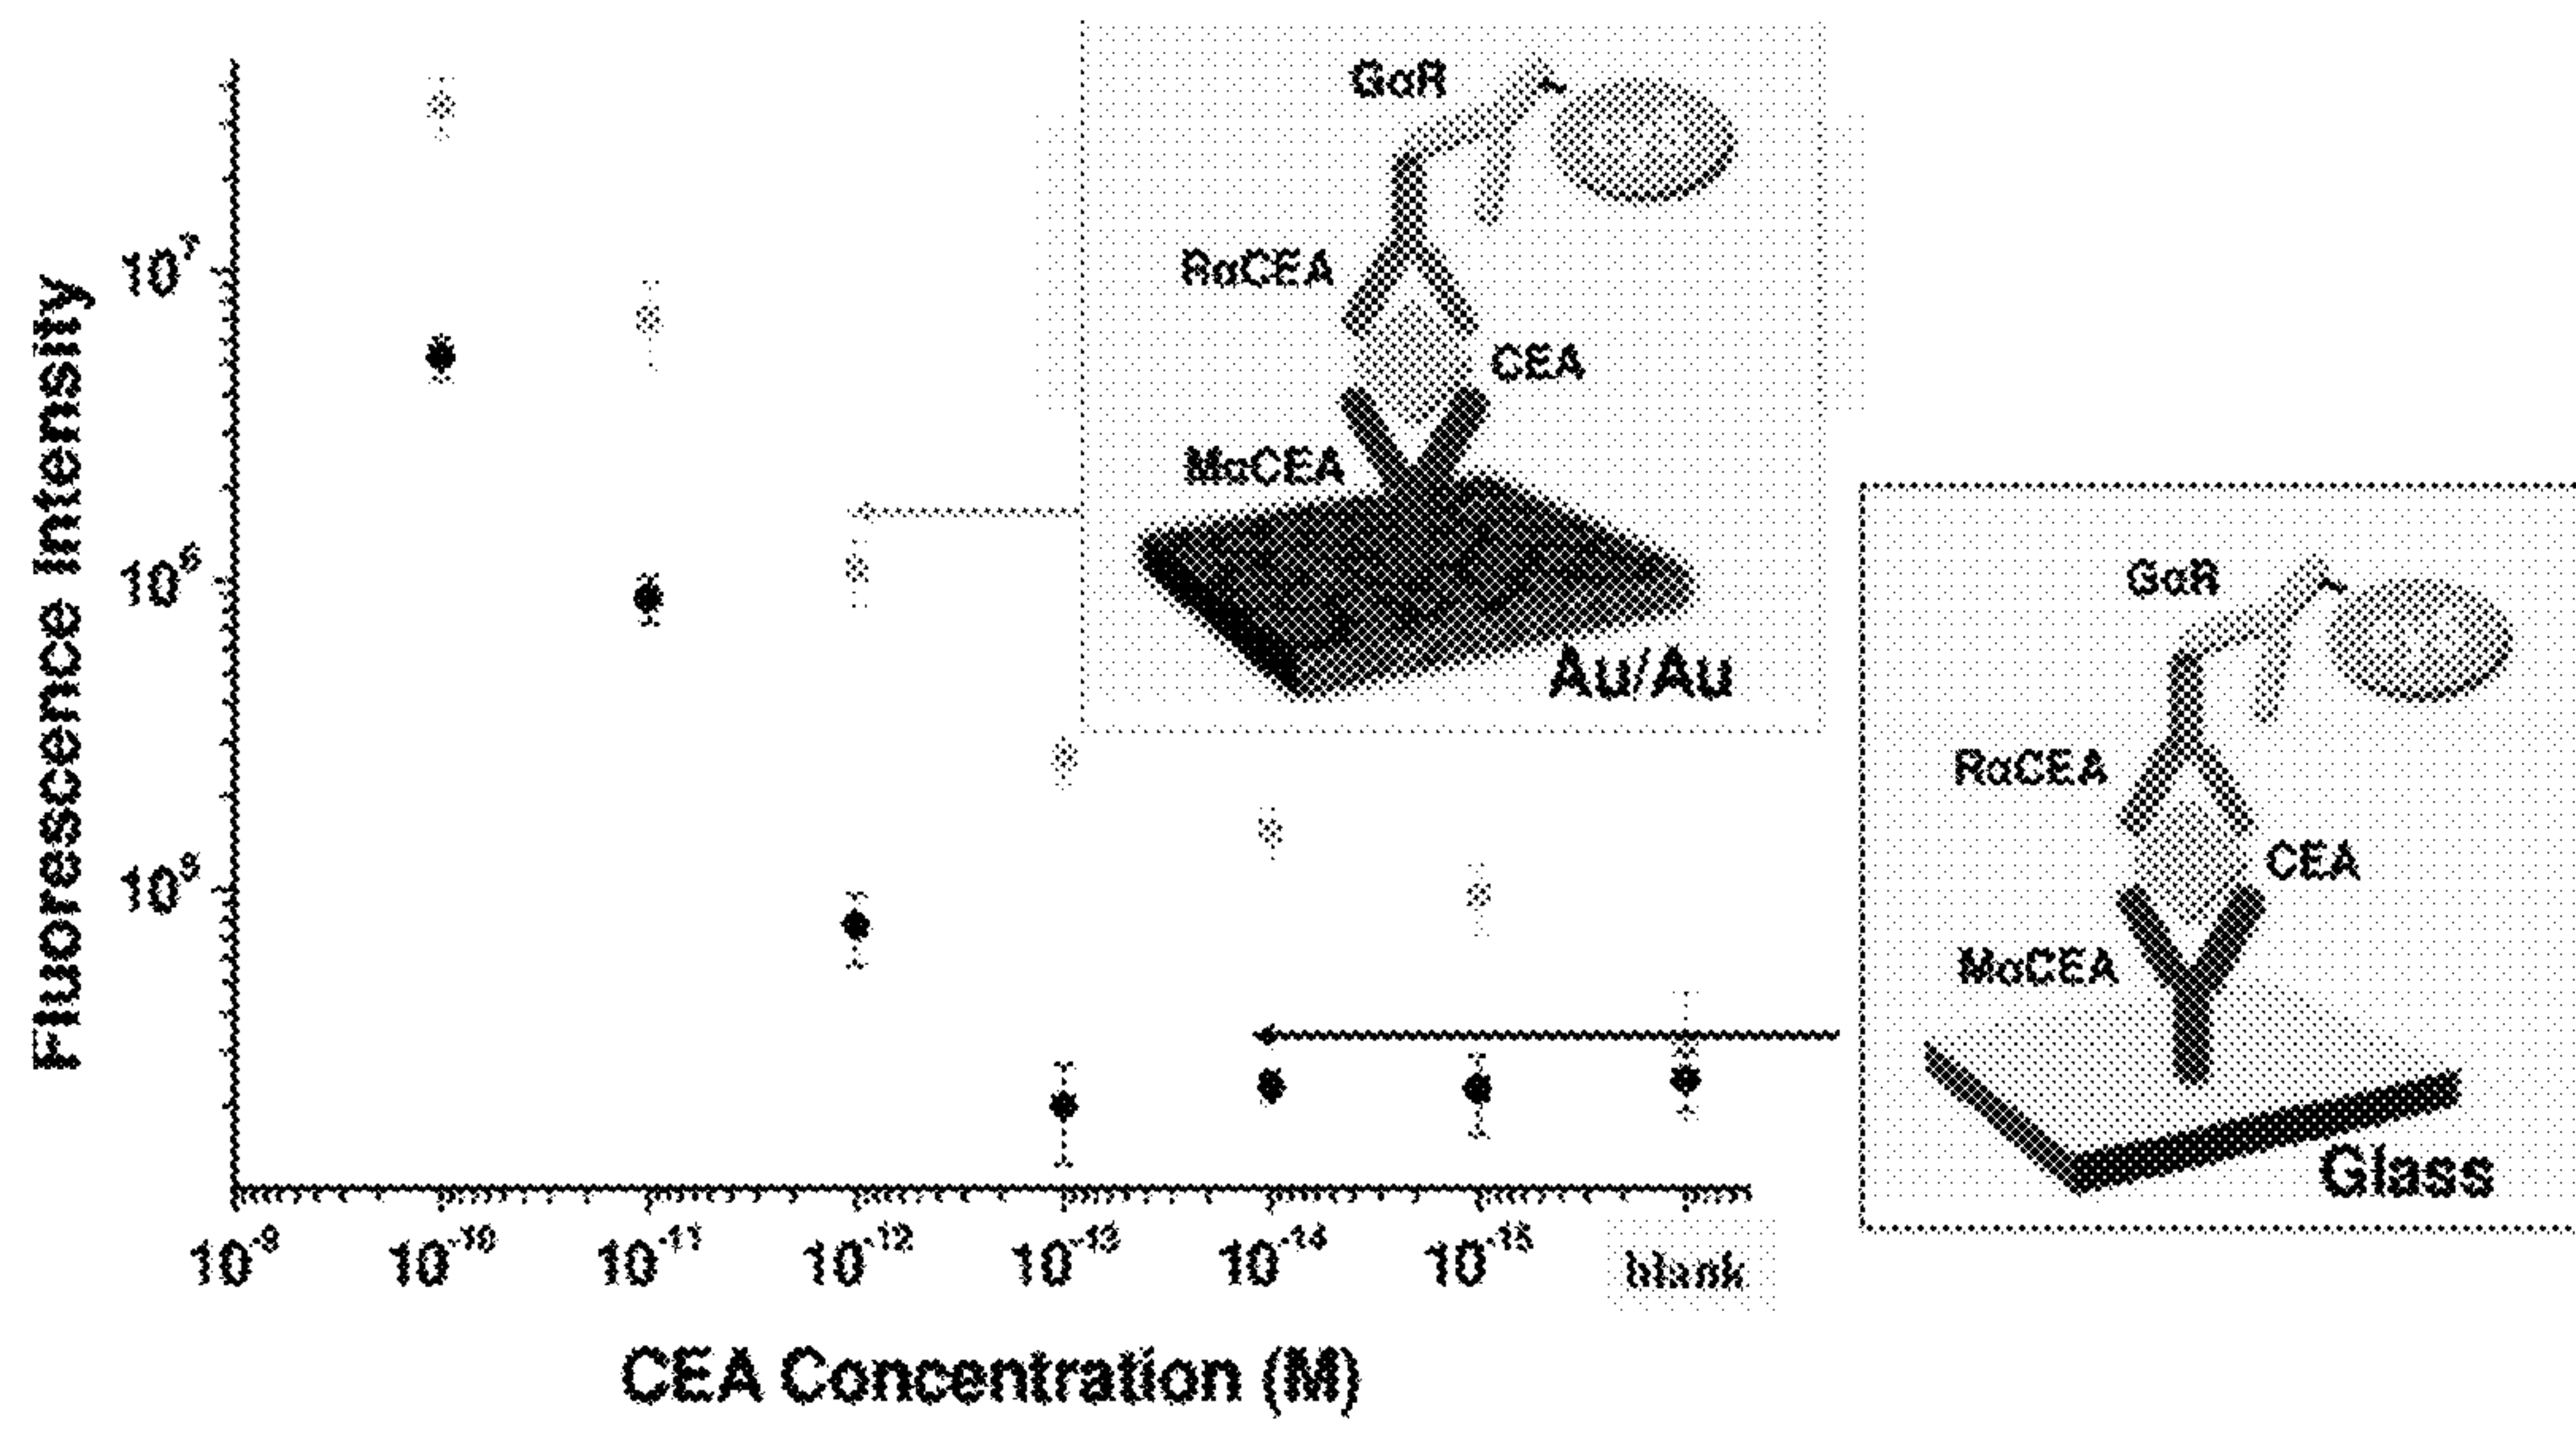 Fluorescence Intensity
10⁷
10⁶
10⁵
10⁻⁹ 10⁻¹⁰ 10⁻¹¹ 10⁻¹² 10⁻¹³ 10⁻¹⁴ 10⁻¹⁵ blank
CEA Concentration (M)
GαR
RαCEA
CEA
MαCEA
Au/Au
GαR
RαCEA
CEA
MαCEA
Glass